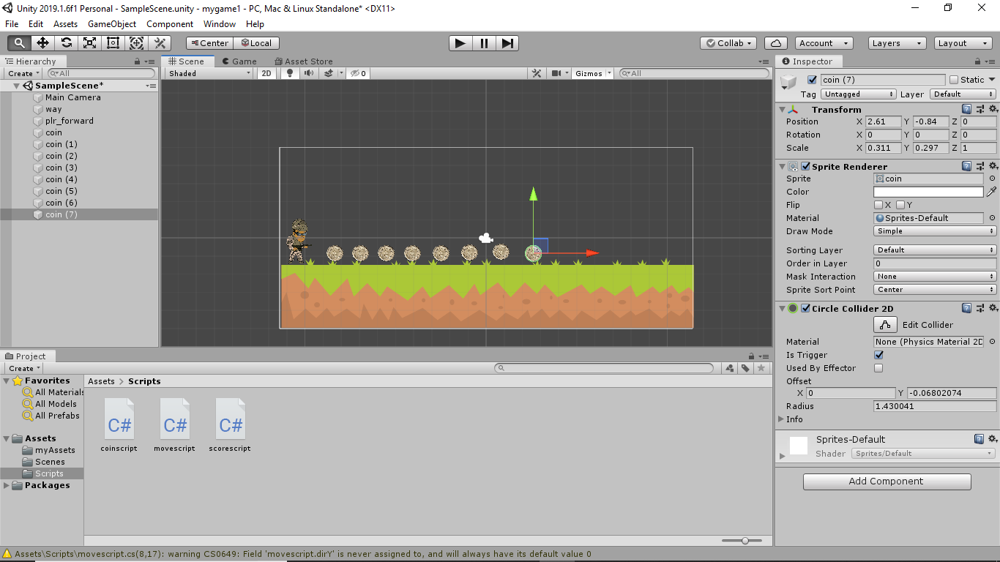 Unity 2019.1.6f1 Personal - SampleScene.unity - mygame1 - PC, Mac & Linux Standalone* <DX11>
File Edit Assets GameObject Component Window Help
Center Local Collab Account Layers Layout
Hierarchy
Create All
SampleScene*
Main Camera
way
plr_forward
coin
coin (1)
coin (2)
coin (3)
coin (4)
coin (5)
coin (6)
coin (7)
Scene Game Asset Store
Shaded 2D 0 Gizmos All
Inspector
coin (7) Static
Tag Untagged Layer Default
Transform
Position X 2.61 Y -0.84 Z 0
Rotation X 0 Y 0 Z 0
Scale X 0.311 Y 0.297 Z 1
Sprite Renderer
Sprite coin
Color
Flip X Y
Material Sprites-Default
Draw Mode Simple
Sorting Layer Default
Order in Layer 0
Mask Interaction None
Sprite Sort Point Center
Circle Collider 2D
Edit Collider
Material None (Physics Material 2D
Is Trigger
Used By Effector
Offset
X 0 Y -0.06802074
Radius 1.430041
Info
Sprites-Default
Shader Sprites/Default
Add Component
Project
Create
Favorites
All Materials
All Models
All Prefabs
Assets
myAssets
Scenes
Scripts
Packages
Assets > Scripts
C# C# C#
coinscript movescript scorescript
Assets\Scripts\movescript.cs(8,17): warning CS0649: Field 'movescript.dirY' is never assigned to, and will always have its default value 0